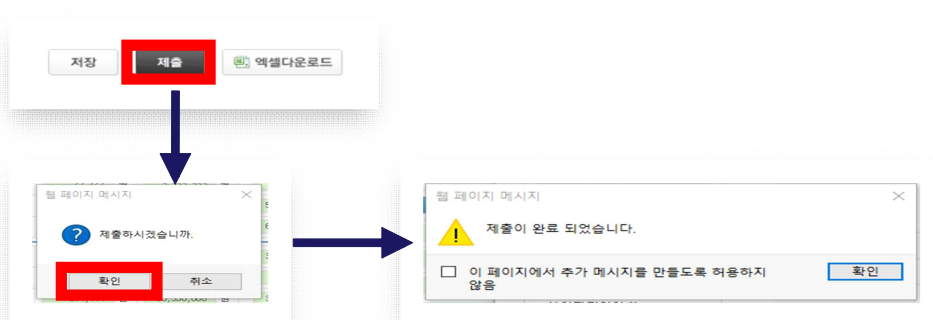 저장 제출 엑셀다운로드
웹 페이지 메시지
제출하시겠습니까.
확인 취소
웹 페이지 메시지
제출이 완료 되었습니다.
이 페이지에서 추가 메시지를 만들도록 허용하지
않음
확인